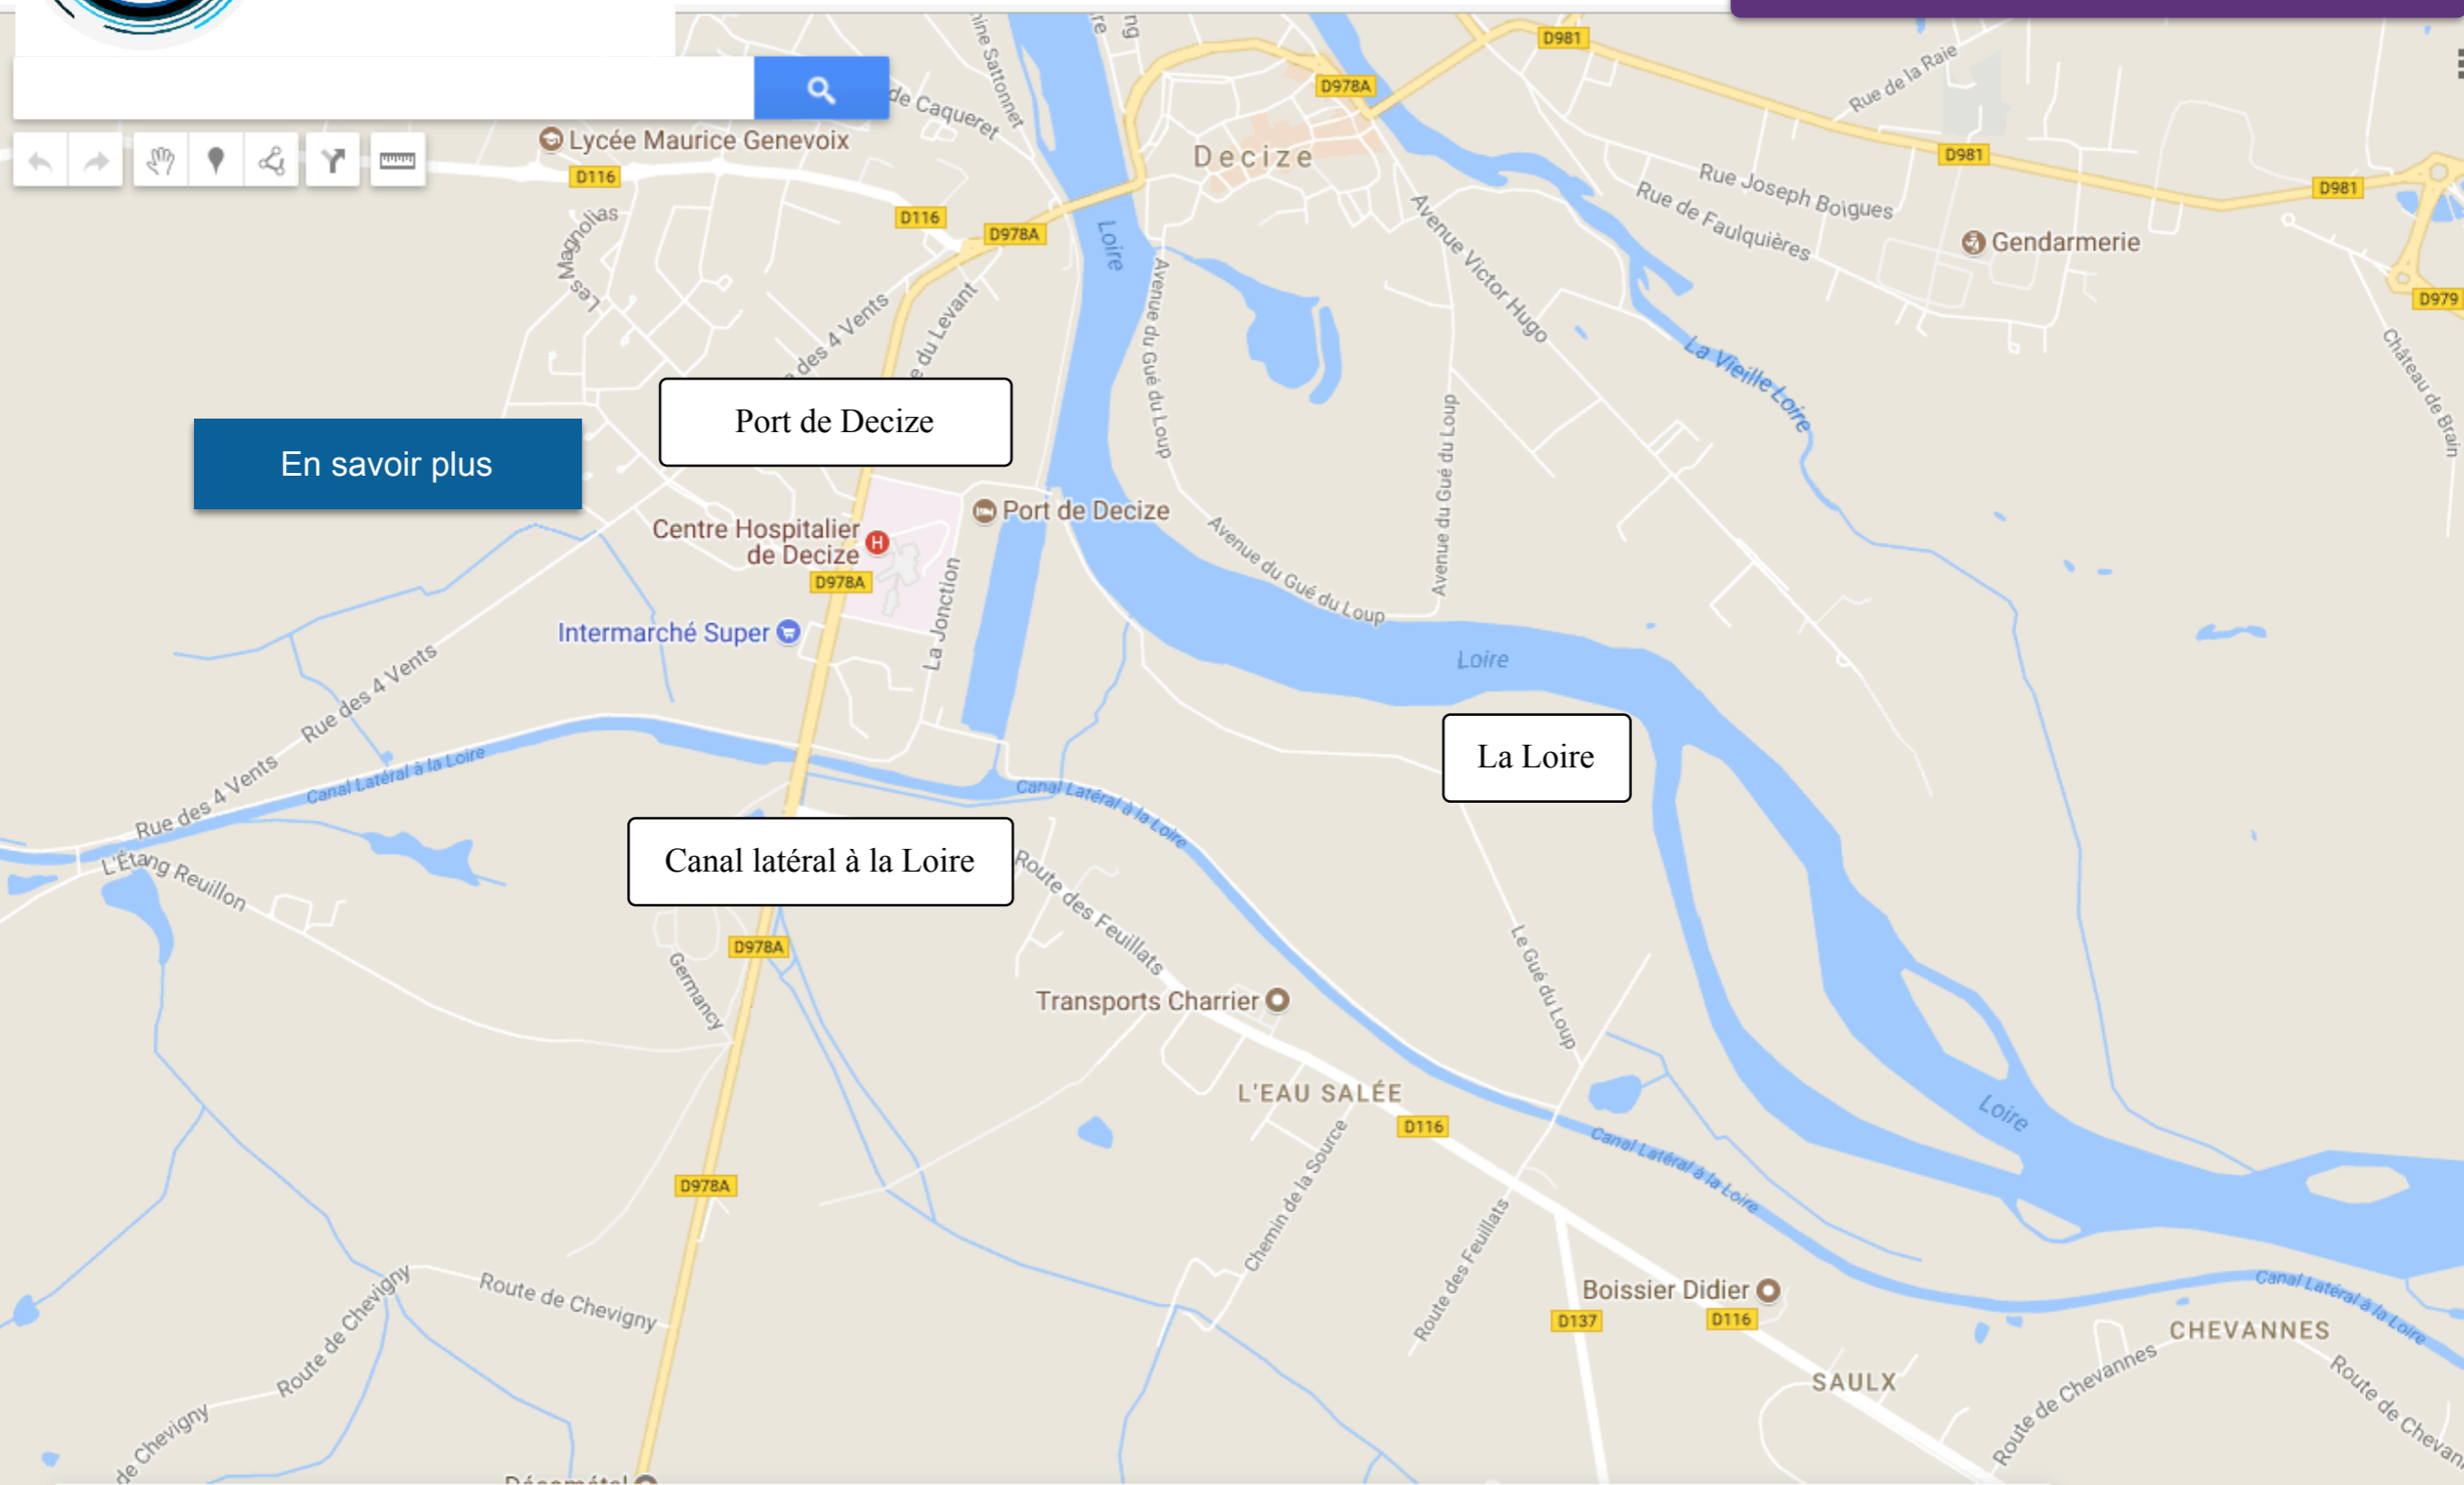 D981
Rue de la Raie
D978A
de Caqueret
Lycée Maurice Genevoix
Decize
D981
D116
Rue Joseph Boigues
D981
Rue de Faulquières
Les Magnolias
D116
D978A
Loire
Avenue Victor Hugo
Gendarmerie
D979
Avenue du Gué du Loup
des 4 Vents
du Levant
La Vieille Loire
Château de Brain
Port de Decize
En savoir plus
Avenue du Gué du Loup
Port de Decize
Centre Hospitalier
de Decize
H
D978A
Avenue du Gué du Loup
La Jonction
Intermarché Super
Loire
Rue des 4 Vents
La Loire
Canal Latéral à la Loire
Rue des 4 Vents
Canal Latéral à la Loire
Canal latéral à la Loire
L'Étang Reuillon
Route des Feuillats
D978A
Germancy
Le Gué du Loup
Transports Charrier
L'EAU SALÉE
Loire
D116
Canal Latéral à la Loire
D978A
Chemin de la Source
Route des Feuillats
Route de Chevigny
Route de Chevigny
Boissier Didier
Canal Latéral à la Loire
D137
D116
CHEVANNES
SAULX
Route de Chevannes
de Chevigny